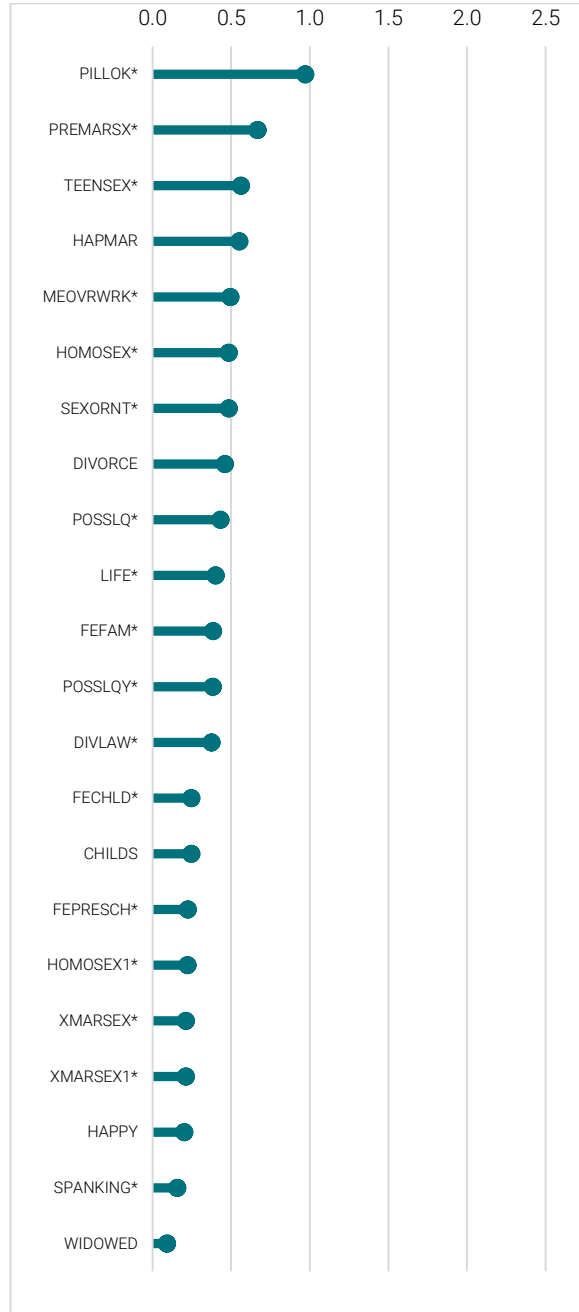 0.0 0.5 1.0 1.5 2.0 2.5
PILLOK*
PREMARSX*
TEENSEX*
HAPMAR
MEOVRWRK*
HOMOSEX*
SEXORNT*
DIVORCE
POSSLQ*
LIFE*
FEFAM*
POSSLQY*
DIVLAW*
FECHLD*
CHILDS
FEPRESCH*
HOMOSEX1*
XMARSEX*
XMARSEX1*
HAPPY
SPANKING*
WIDOWED